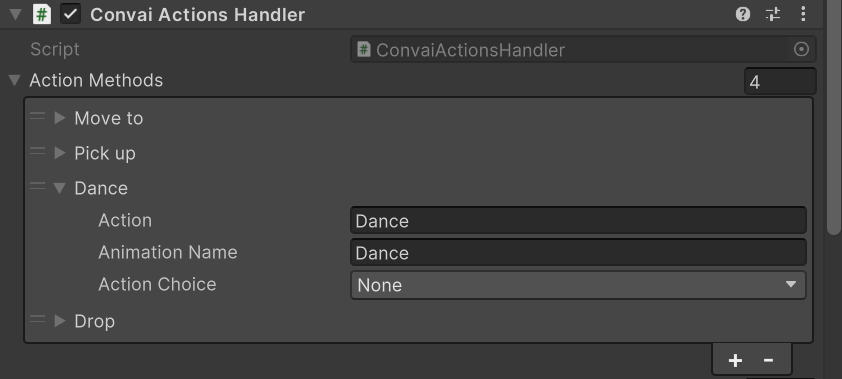 Convai Actions Handler
Script ConvaiActionsHandler
Action Methods 4
Move to
Pick up
Dance
Action Dance
Animation Name Dance
Action Choice None
Drop
+ -